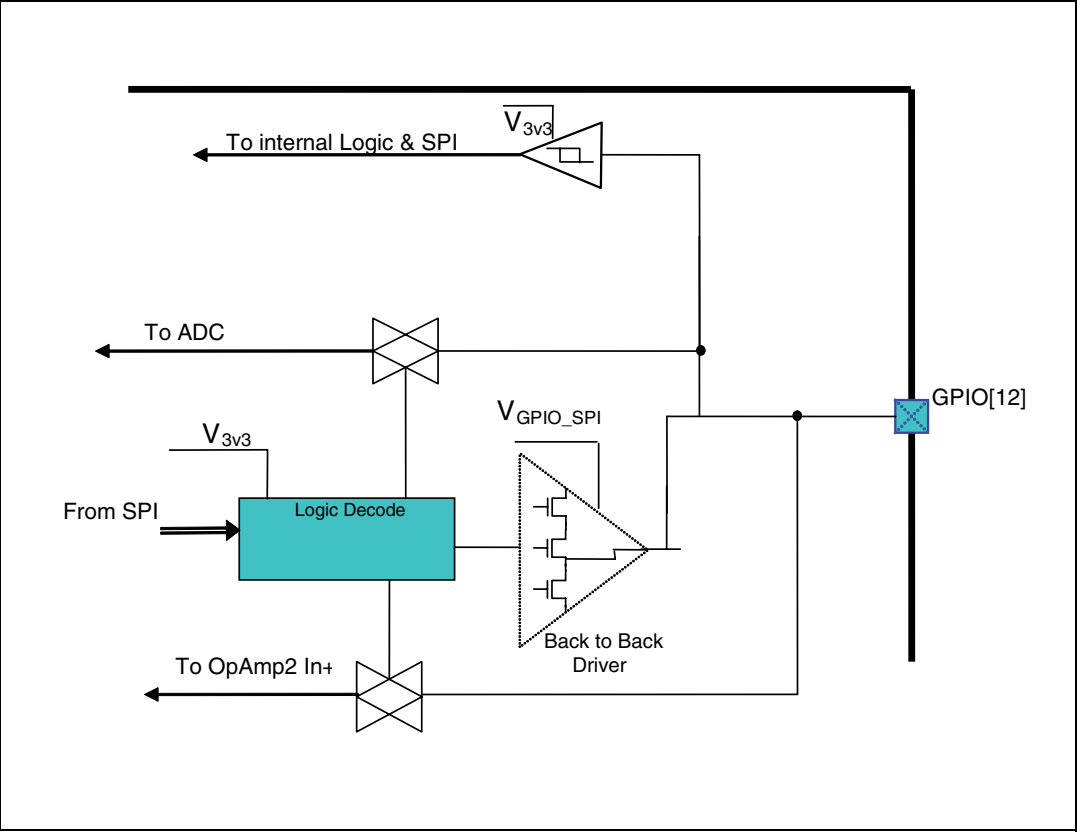 V3v3
To internal Logic & SPI
To ADC
GPIO[12]
VGPIO_SPI
V3v3
From SPI
Logic Decode
Back to Back
Driver
To OpAmp2 In+